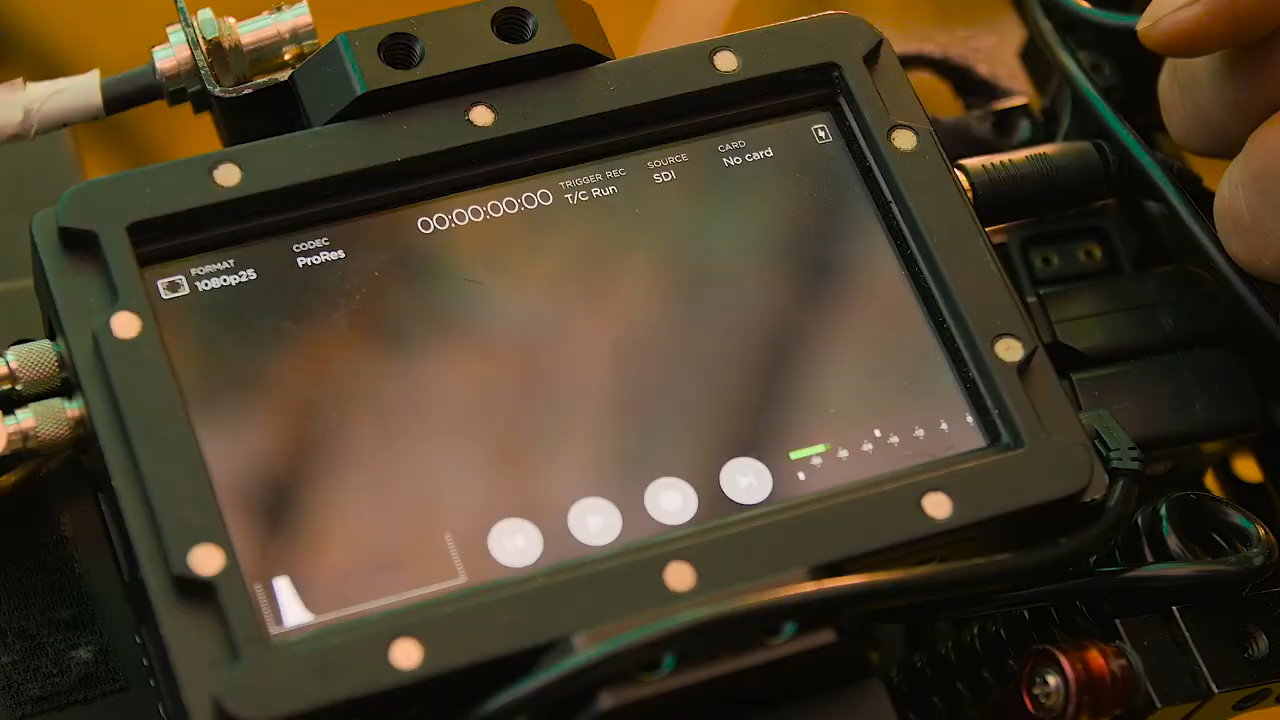 FORMAT
1080p25
CODEC
ProRes
00:00:00:00
TRIGGER REC
T/C Run
SOURCE
SDI
CARD
No card